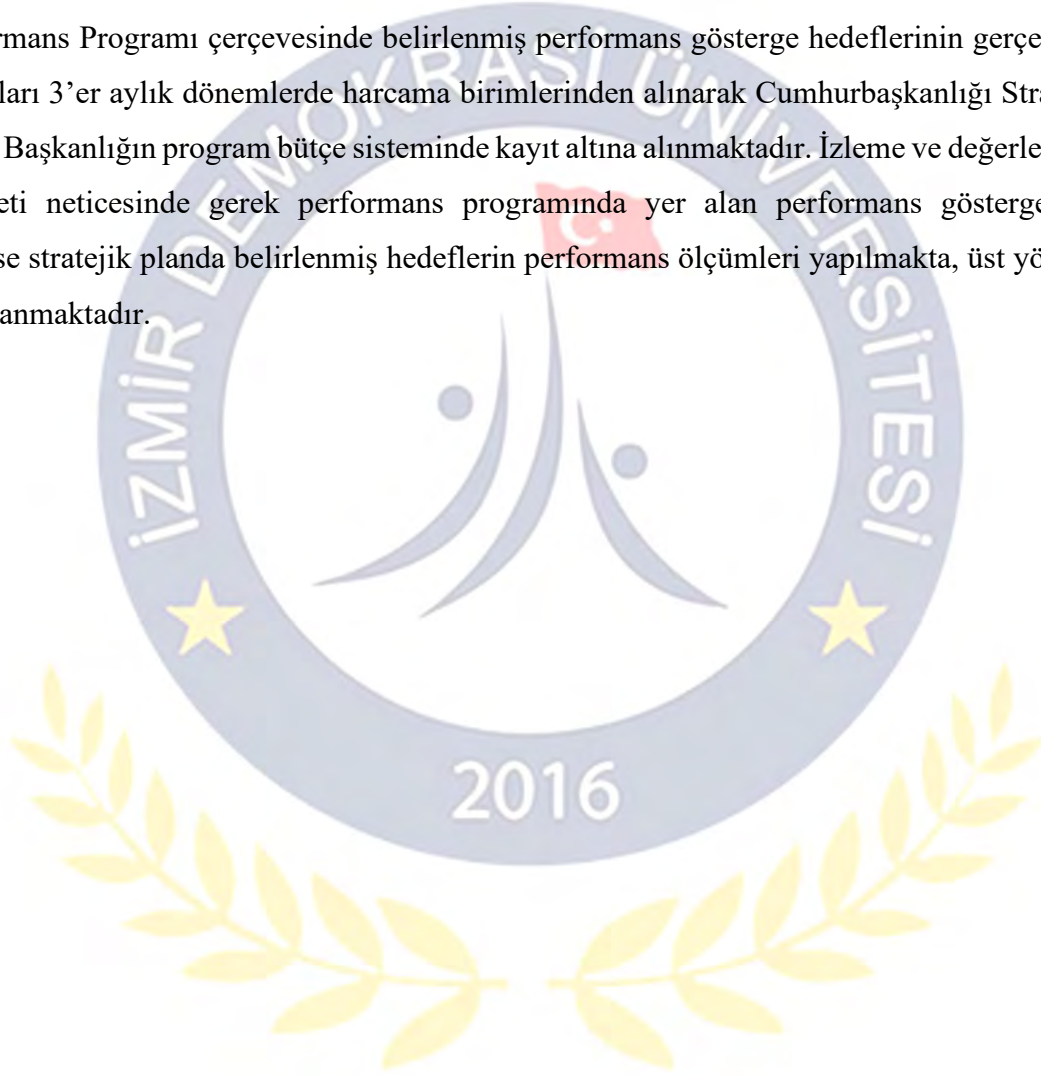 rmans Programı çerçevesinde belirlenmiş performans gösterge hedeflerinin gerçe
ları 3’er aylık dönemlerde harcama birimlerinden alınarak Cumhurbaşkanlığı Stra
Başkanlığın program bütçe sisteminde kayıt altına alınmaktadır. İzleme ve değerle
eti neticesinde gerek performans programında yer alan performans gösterge
se stratejik planda belirlenmiş hedeflerin performans ölçümleri yapılmakta, üst yö
anmaktadır.
İZMİR DEMOKRASİ ÜNİVERSİTESİ
2016